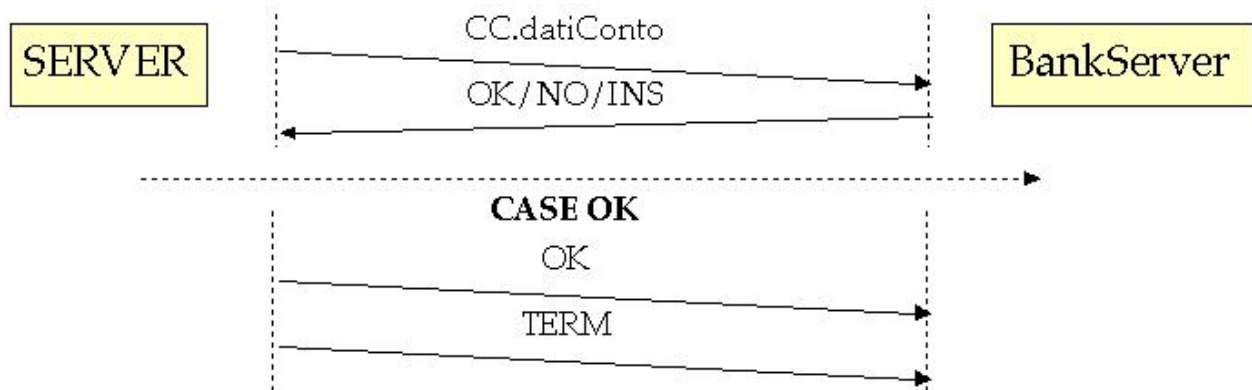 CC.datiConto
SERVER
BankServer
OK/NO/INS
CASE OK
OK
TERM